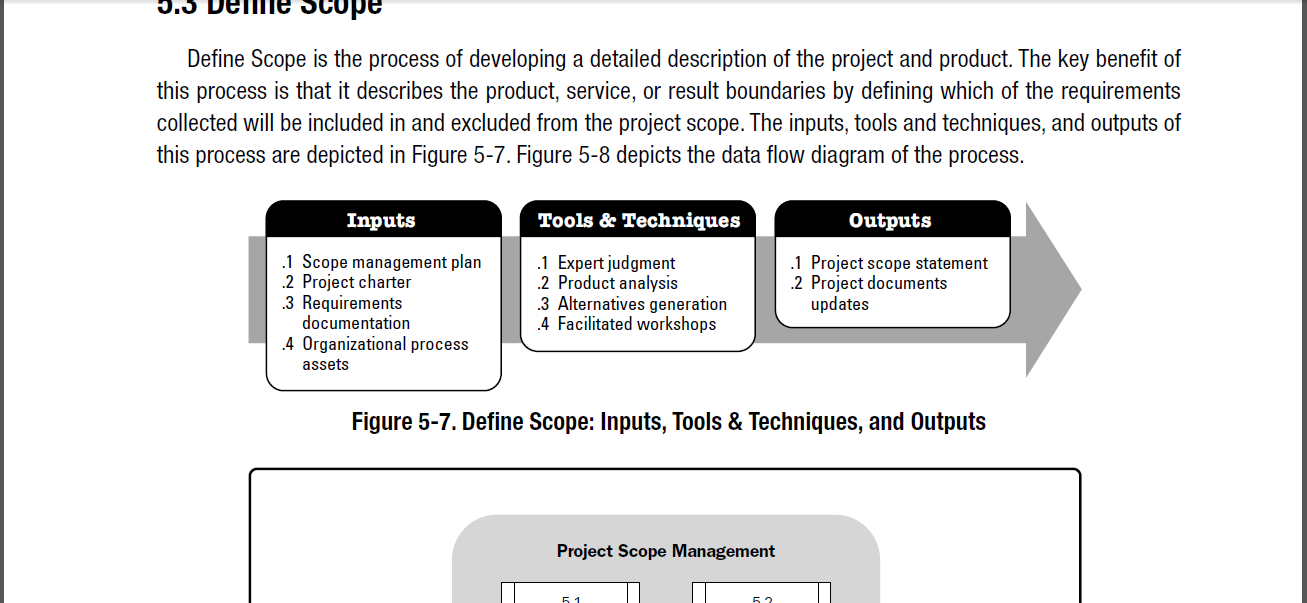 5.3 Define Scope
Define Scope is the process of developing a detailed description of the project and product. The key benefit of
this process is that it describes the product, service, or result boundaries by defining which of the requirements
collected will be included in and excluded from the project scope. The inputs, tools and techniques, and outputs of
this process are depicted in Figure 5-7. Figure 5-8 depicts the data flow diagram of the process.
Inputs
.1 Scope management plan
.2 Project charter
.3 Requirements
documentation
.4 Organizational process
assets
Tools & Techniques
.1 Expert judgment
.2 Product analysis
.3 Alternatives generation
.4 Facilitated workshops
Outputs
.1 Project scope statement
.2 Project documents
updates
Figure 5-7. Define Scope: Inputs, Tools & Techniques, and Outputs
Project Scope Management
5.1
5.2